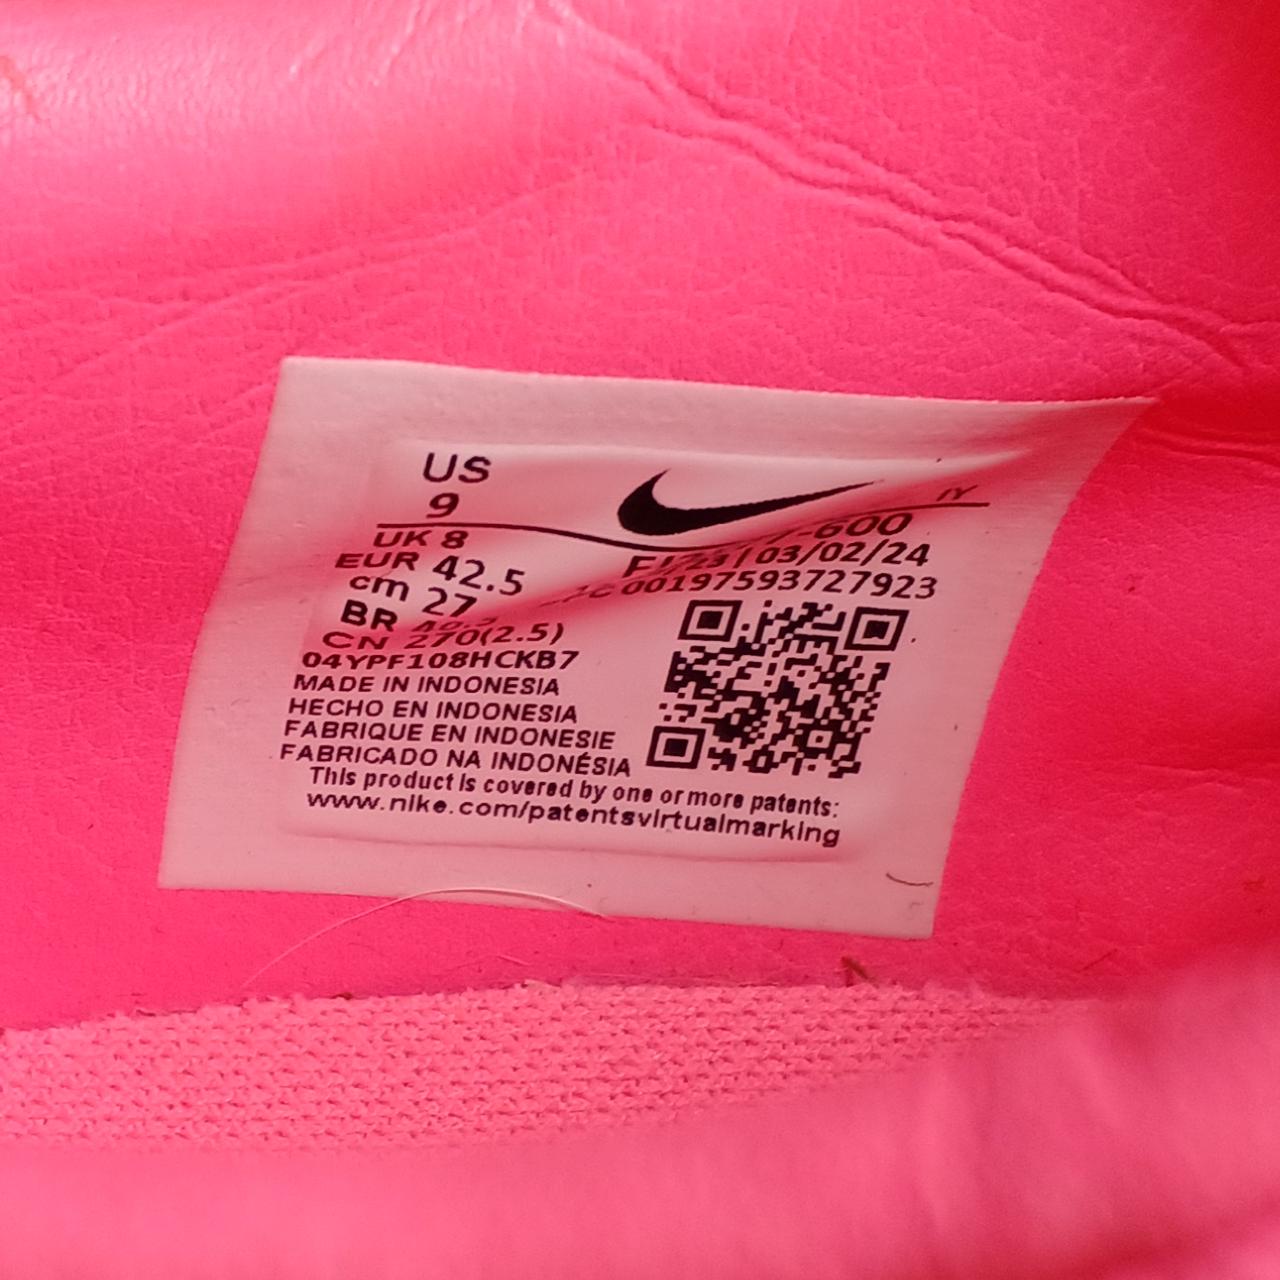 US
9
UK 8
EUR 42.5
cm 27
BR
CN 270(2.5)
04YPF108HCKB7
MADE IN INDONESIA
HECHO EN INDONESIA
FABRIQUE EN INDONESIE
FABRICADO NA INDONÉSIA
This product is covered by one or more patents:
www.nike.com/patentsvirtualmarking
IY
03/02/24
00197593727923